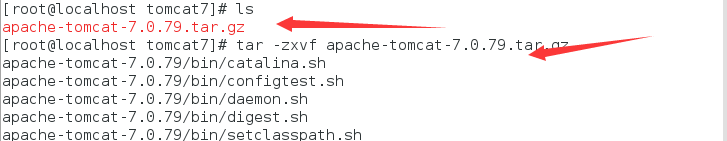 [root@localhost tomcat7]# ls
apache-tomcat-7.0.79.tar.gz
[root@localhost tomcat7]# tar -zxvf apache-tomcat-7.0.79.tar.gz
apache-tomcat-7.0.79/bin/catalina.sh
apache-tomcat-7.0.79/bin/configtest.sh
apache-tomcat-7.0.79/bin/daemon.sh
apache-tomcat-7.0.79/bin/digest.sh
apache-tomcat-7.0.79/bin/setclasspath.sh